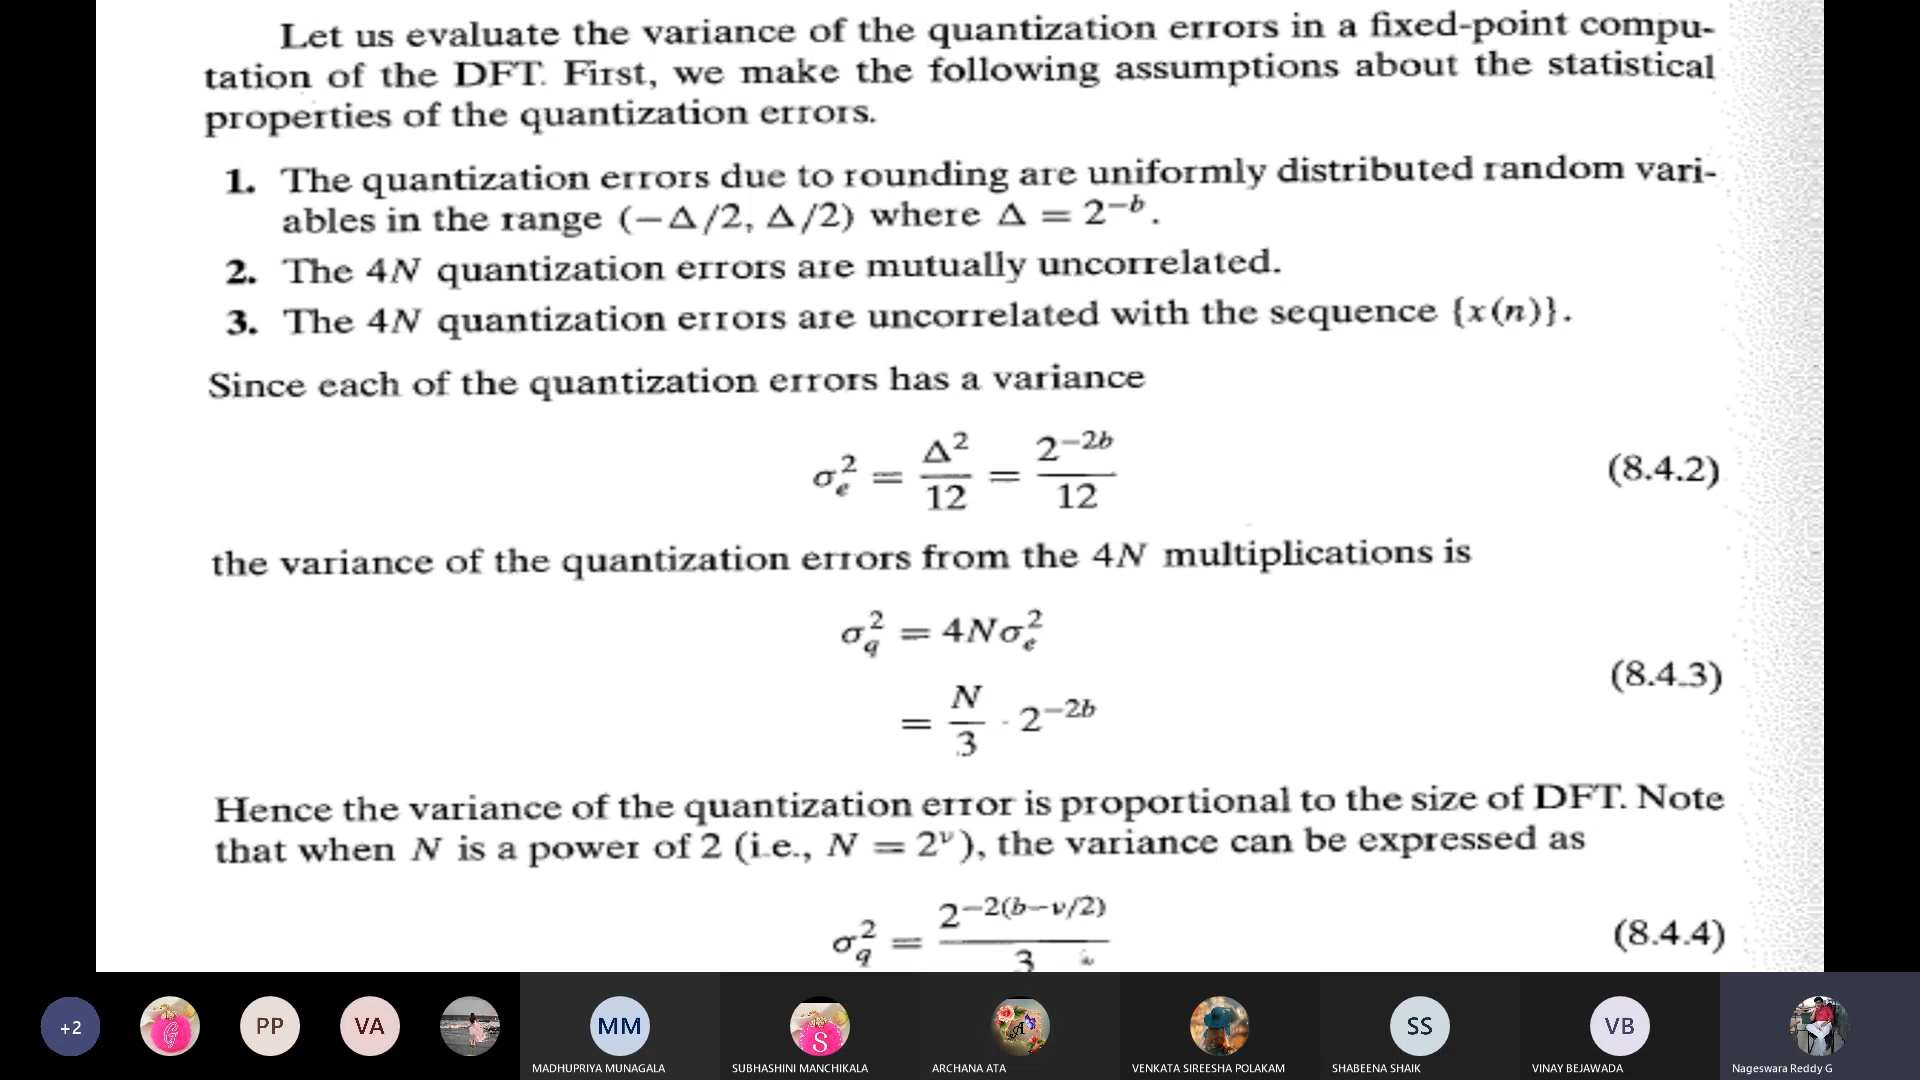 Let us evaluate the variance of the quantization errors in a fixed-point compu-
tation of the DFT. First, we make the following assumptions about the statistical
properties of the quantization errors.
1. The quantization errors due to rounding are uniformly distributed random vari-
ables in the range (−Δ/2, Δ/2) where Δ = 2^{−b}.
2. The 4N quantization errors are mutually uncorrelated.
3. The 4N quantization errors are uncorrelated with the sequence {x(n)}.
Since each of the quantization errors has a variance
σ_e^2 = Δ^2/12 = 2^{−2b}/12 (8.4.2)
the variance of the quantization errors from the 4N multiplications is
σ_q^2 = 4Nσ_e^2
= N/3 · 2^{−2b} (8.4.3)
Hence the variance of the quantization error is proportional to the size of DFT. Note
that when N is a power of 2 (i.e., N = 2^ν), the variance can be expressed as
σ_q^2 = 2^{−2(b−ν/2)}/3 (8.4.4)
+2
G
PP
VA
MM
S
A
SS
VB
MADHUPRIYA MUNAGALA
SUBHASHINI MANCHIKALA
ARCHANA ATA
VENKATA SIREESHA POLAKAM
SHABEENA SHAIK
VINAY BEJAWADA
Nageswara Reddy G